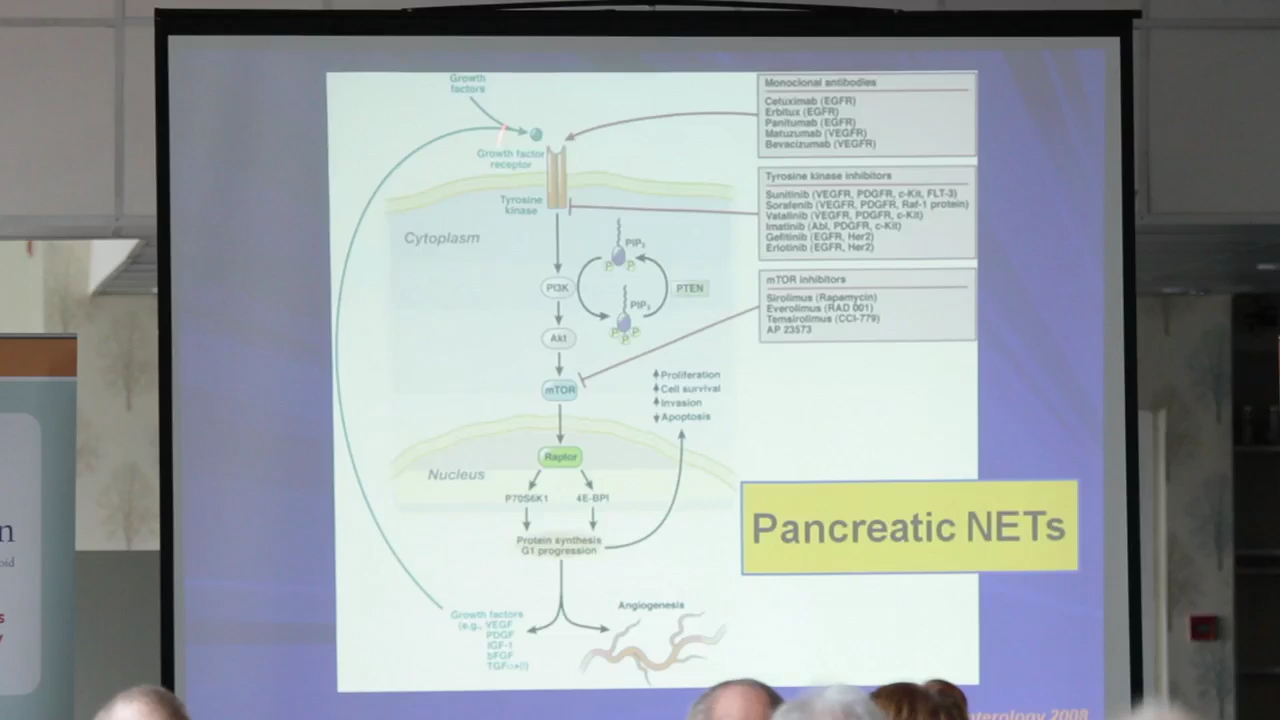 Growth
factors
Growth factor
receptor
Tyrosine
kinase
Cytoplasm
PIP₂
P P
PI3K
PTEN
PIP₃
P P
P
Akt
mTOR
Proliferation
Cell survival
Invasion
Apoptosis
Raptor
Nucleus
P70S6K1 4E-BPI
Protein synthesis
G1 progression
Growth factors
(e.g., VEGF
PDGF
IGF-1
bFGF
Angiogenesis
Monoclonal antibodies
Cetuximab (EGFR)
Erbitux (EGFR)
Panitumab (EGFR)
Matuzumab (VEGFR)
Bevacizumab (VEGFR)
Tyrosine kinase inhibitors
Sunitinib (VEGFR, PDGFR, c-Kit, FLT-3)
Sorafenib (VEGFR, PDGFR, Raf-1 protein)
Vatalinib (VEGFR, PDGFR, c-Kit)
Imatinib (Abl, PDGFR, c-Kit)
Gefitinib (EGFR, Her2)
Erlotinib (EGFR, Her2)
mTOR inhibitors
Sirolimus (Rapamycin)
Everolimus (RAD 001)
Temsirolimus (CCI-779)
AP 23573
Pancreatic NETs
2008